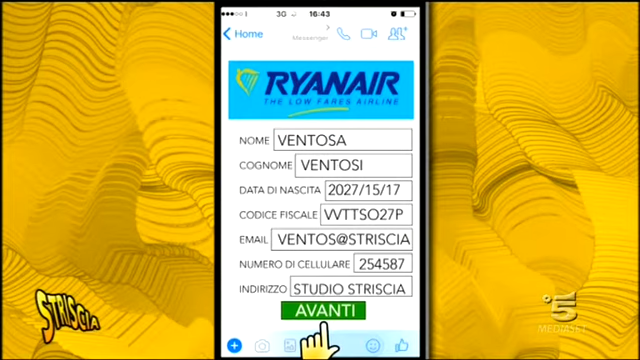 3G 16:43
Home
Messenger
RYANAIR
THE LOW FARES AIRLINE
NOME VENTOSA
COGNOME VENTOSI
DATA DI NASCITA 2027/15/17
CODICE FISCALE VVTTSO27P
EMAIL VENTOS@STRISCIA
NUMERO DI CELLULARE 254587
INDIRIZZO STUDIO STRISCIA
AVANTI
STRISCIA
5
MEDIASET